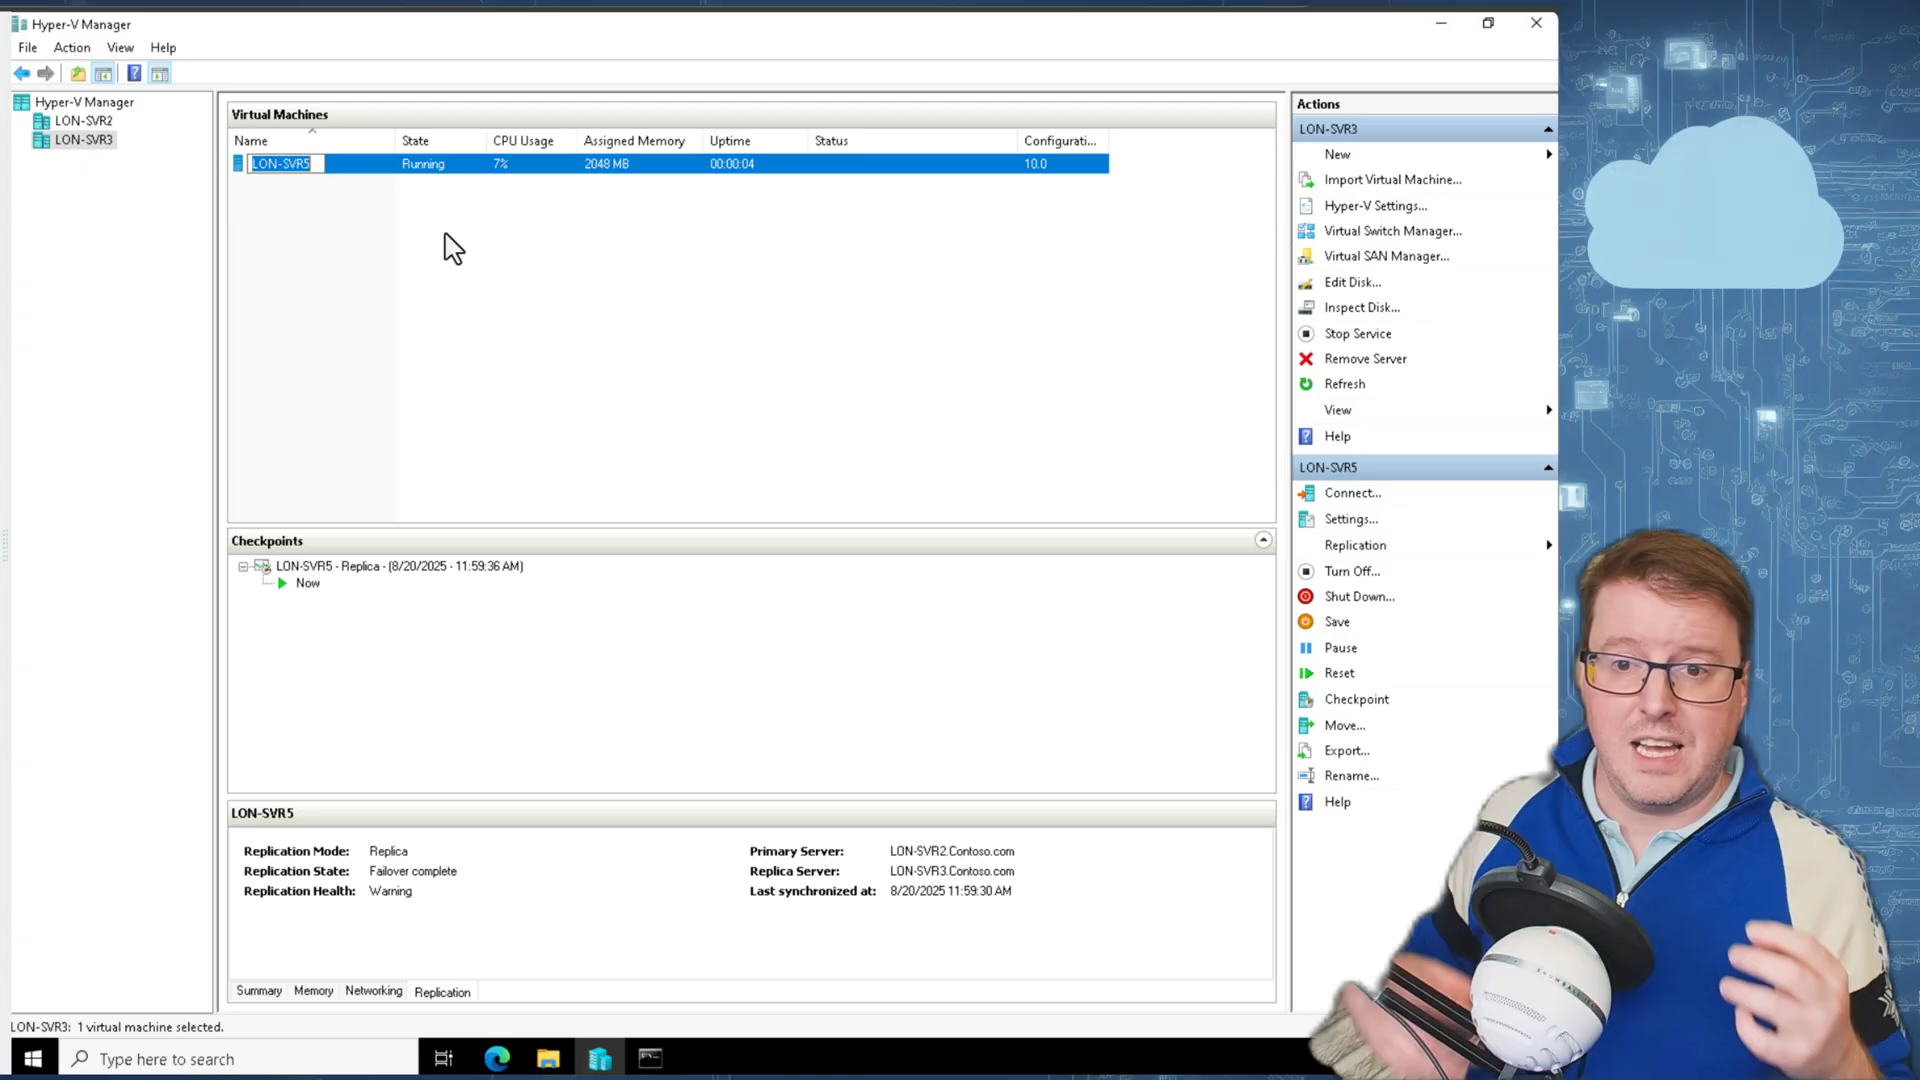 Hyper-V Manager
File Action View Help
Hyper-V Manager
LON-SVR2
LON-SVR3
Virtual Machines
Name State CPU Usage Assigned Memory Uptime Status Configurati...
LON-SVR5 Running 7% 2048 MB 00:00:04 10.0
Checkpoints
LON-SVR5 - Replica - (8/20/2025 - 11:59:36 AM)
Now
LON-SVR5
Replication Mode: Replica Primary Server: LON-SVR2.Contoso.com
Replication State: Failover complete Replica Server: LON-SVR3.Contoso.com
Replication Health: Warning Last synchronized at: 8/20/2025 11:59:30 AM
Summary Memory Networking Replication
Actions
LON-SVR3
New
Import Virtual Machine...
Hyper-V Settings...
Virtual Switch Manager...
Virtual SAN Manager...
Edit Disk...
Inspect Disk...
Stop Service
Remove Server
Refresh
View
Help
LON-SVR5
Connect...
Settings...
Replication
Turn Off...
Shut Down...
Save
Pause
Reset
Checkpoint
Move...
Export...
Rename...
Help
LON-SVR3: 1 virtual machine selected.
Type here to search